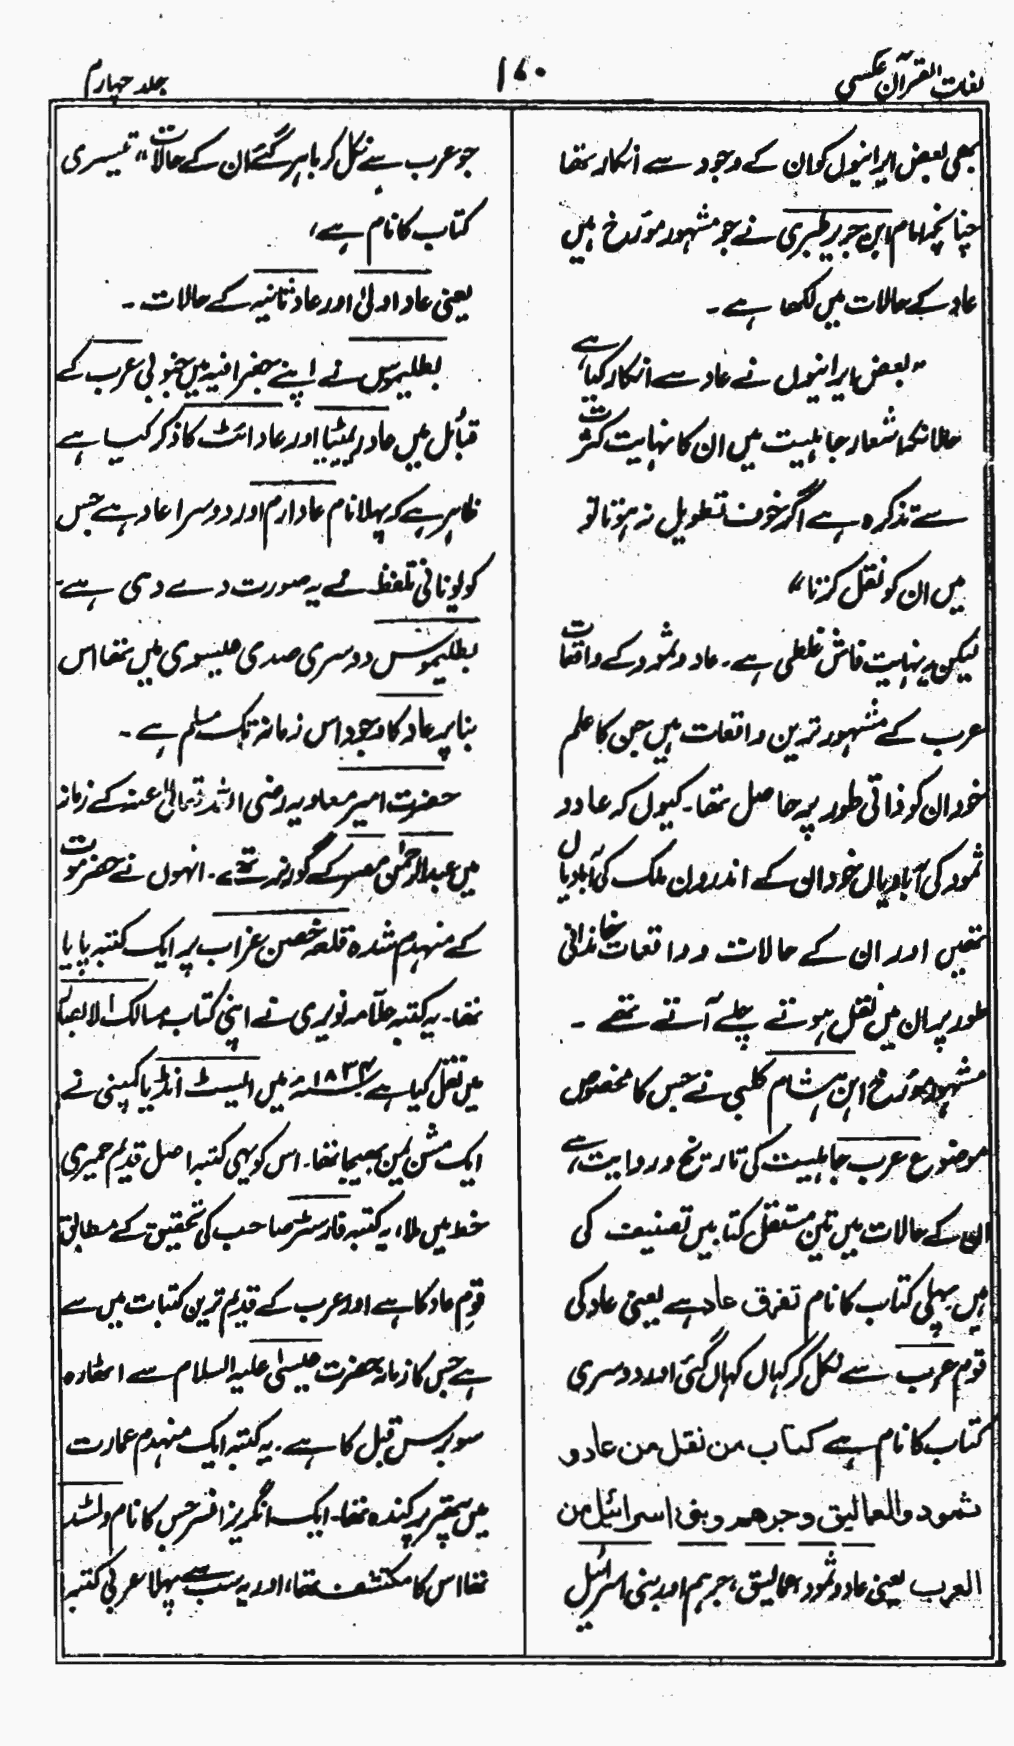 لغات القرآن عکسی
۱۷۰
جلد چہارم
بھی بعض ایرانیوں کو ان کے وجود سے انکار تھا
چنانچہ امام ابن جریر طبری نے جو مشہور مؤرخ ہیں
عاد کے حالات میں لکھا ہے۔
"بعض ایرانیوں نے عاد سے انکار کیا ہے،
حالانکہ اشعار جاہلیت میں ان کا نہایت کثرت
سے تذکرہ ہے اگر خوف تطویل نہ ہوتا تو
میں ان کو نقل کرتا"
لیکن یہ نہایت فاش غلطی ہے۔ عاد و ثمود کے واقعات
عرب کے مشہور ترین واقعات ہیں جن کا علم
خود ان کو ذاتی طور پر حاصل تھا۔ کیوں کہ عاد و
ثمود کی آبادیاں خود ان کے اندرون ملک کی آبادیاں
تھیں اور ان کے حالات و واقعات خاندانی
طور پر ان میں نقل ہوتے چلے آتے تھے۔
مشہور مؤرخ ابن ہشام کلبی نے جس کا مخصوص
موضوع عرب جاہلیت کی تاریخ و روایت ہے،
ان کے حالات میں تین مستقل کتابیں تصنیف کی
ہیں پہلی کتاب کا نام تفرق عاد ہے یعنی عاد کی
قوم عرب سے نکل کر کہاں کہاں گئی اور دوسری
کتاب کا نام ہے کتاب من نقل من عاد و
ثمود والعمالیق و جرھم و بنی اسرائیل من
العرب یعنی عاد و ثمود، عمالیق، جرہم اور بنی اسرائیل
جو عرب سے نکل کر باہر گئے ان کے حالات" تیسری
کتاب کا نام ہے،
یعنی عاد اولیٰ اور عاد ثانیہ کے حالات۔
بطلیموس نے اپنے جغرافیہ میں جنوبی عرب کے
قبائل میں عادریمٹیا اور عادائٹ کا ذکر کیا ہے
ظاہر ہے کہ پہلا نام عاد ارم اور دوسرا عاد ہے جس
کو یونانی تلفظ نے یہ صورت دے دی ہے۔
بطلیموس دوسری صدی عیسوی میں تھا اس
بنا پر عاد کا وجود اس زمانہ تک مسلم ہے۔
حضرت امیر معاویہ رضی اللہ تعالیٰ عنہ کے زمانہ
میں عبدالرحمٰن مصر کے گورنر تھے۔ انہوں نے حضرموت
کے منہدم شدہ قلعہ حصن غراب پر ایک کتبہ پایا
تھا۔ یہ کتبہ علامہ نویری نے اپنی کتاب مسالک الابصار
میں نقل کیا ہے ۱۸۳۴ء میں ایسٹ انڈیا کمپنی نے
ایک مشن یمن بھیجا تھا۔ اس کو یہی کتبہ اصل قدیم حمیری
خط میں ملا، یہ کتبہ فارسٹر صاحب کی تحقیق کے مطابق
قوم عاد کا ہے اور عرب کے قدیم ترین کتبات میں سے
ہے جس کا زمانہ حضرت عیسیٰ علیہ السلام سے اٹھارہ
سو برس قبل کا ہے۔ یہ کتبہ ایک منہدم عمارت
میں پتھر پر کندہ تھا۔ ایک انگریز افسر جس کا نام ولسٹڈ
تھا اس کا مکتشف تھا، اور یہ سب سے پہلا عربی کتبہ